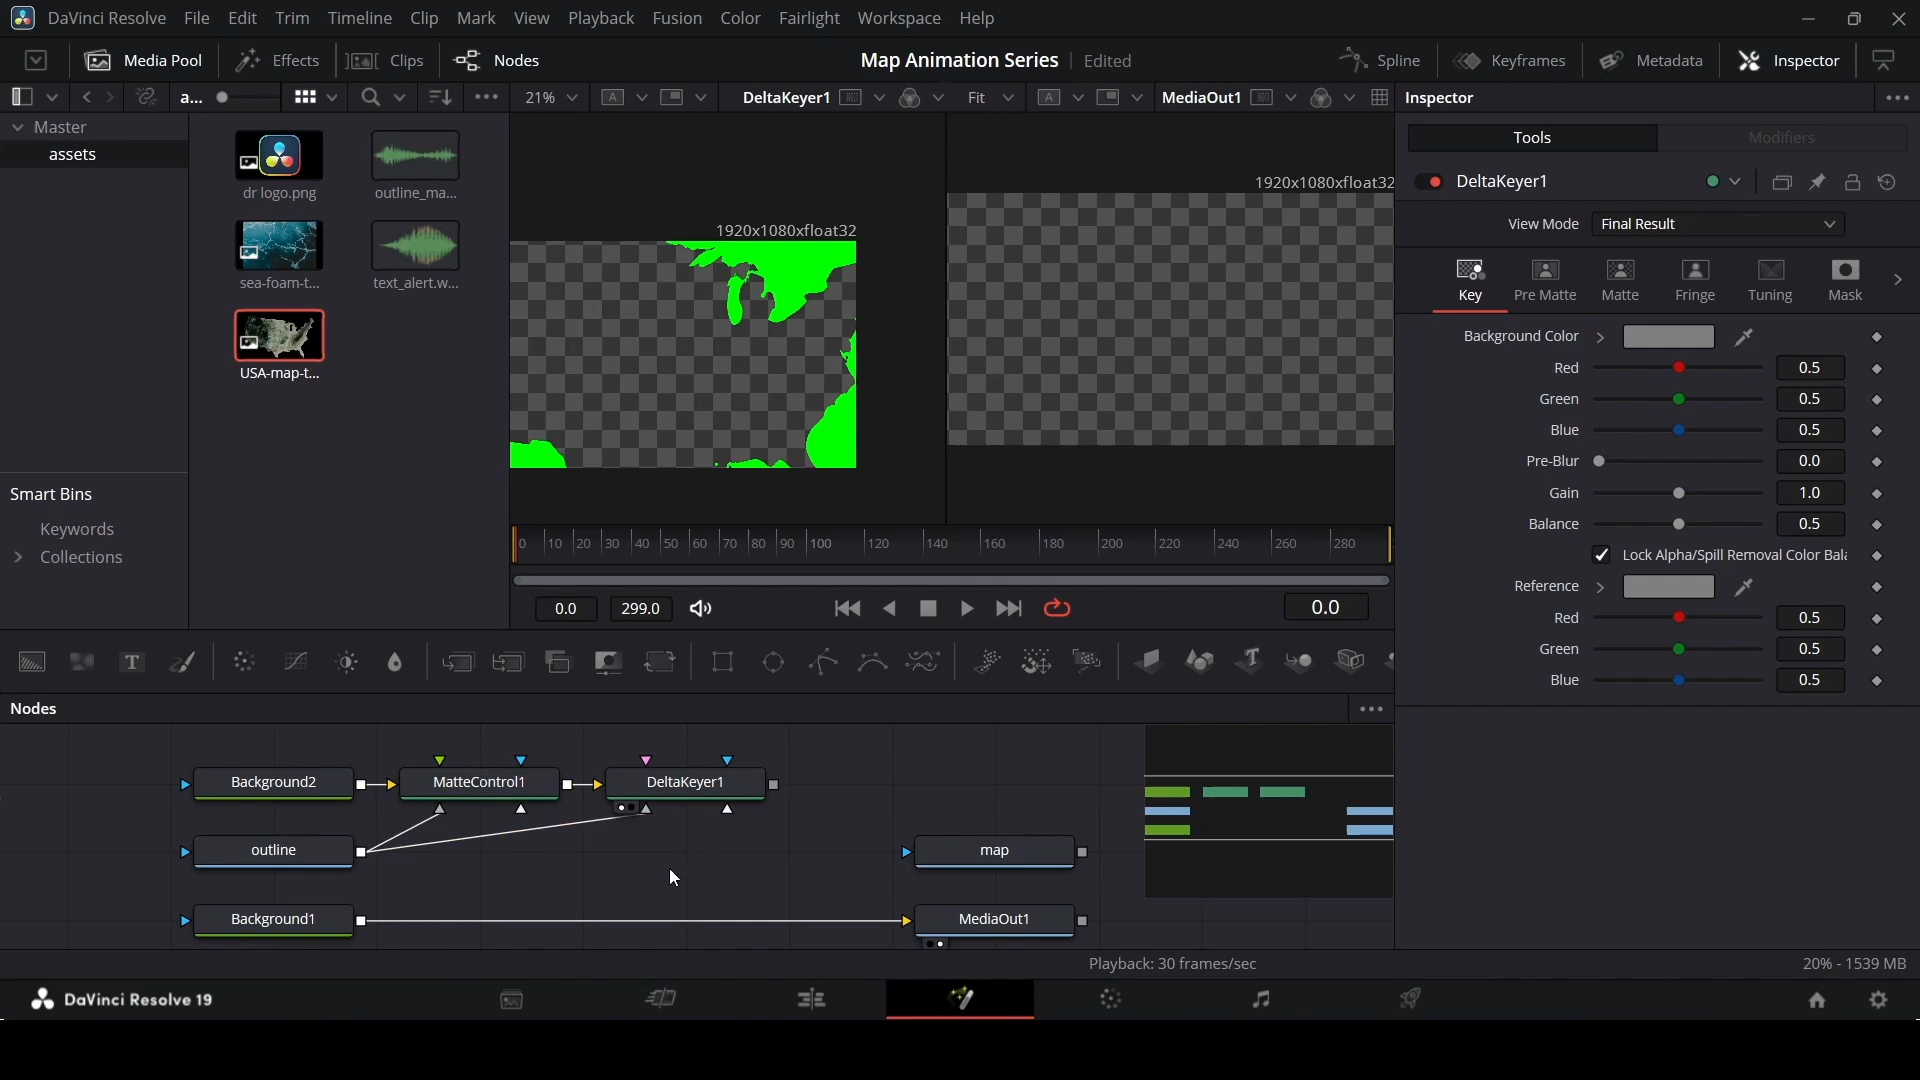 DaVinci Resolve File Edit Trim Timeline Clip Mark View Playback Fusion Color Fairlight Workspace Help
Media Pool Effects Clips Nodes Map Animation Series Edited Spline Keyframes Metadata Inspector
a... 21% A DeltaKeyer1 Fit A MediaOut1 Inspector
Master
assets
dr logo.png
outline_ma...
sea-foam-t...
text_alert.w...
USA-map-t...
Smart Bins
Keywords
Collections
1920x1080xfloat32
1920x1080xfloat32
0 10 20 30 40 50 60 70 80 90 100 120 140 160 180 200 220 240 260 280
0.0 299.0 0.0
T T
Nodes
Background2 MatteControl1 DeltaKeyer1
outline map
Background1 MediaOut1
Tools Modifiers
DeltaKeyer1
View Mode Final Result
Key Pre Matte Matte Fringe Tuning Mask
Background Color
Red 0.5
Green 0.5
Blue 0.5
Pre-Blur 0.0
Gain 1.0
Balance 0.5
Lock Alpha/Spill Removal Color Bala
Reference
Red 0.5
Green 0.5
Blue 0.5
Playback: 30 frames/sec 20% - 1539 MB
DaVinci Resolve 19